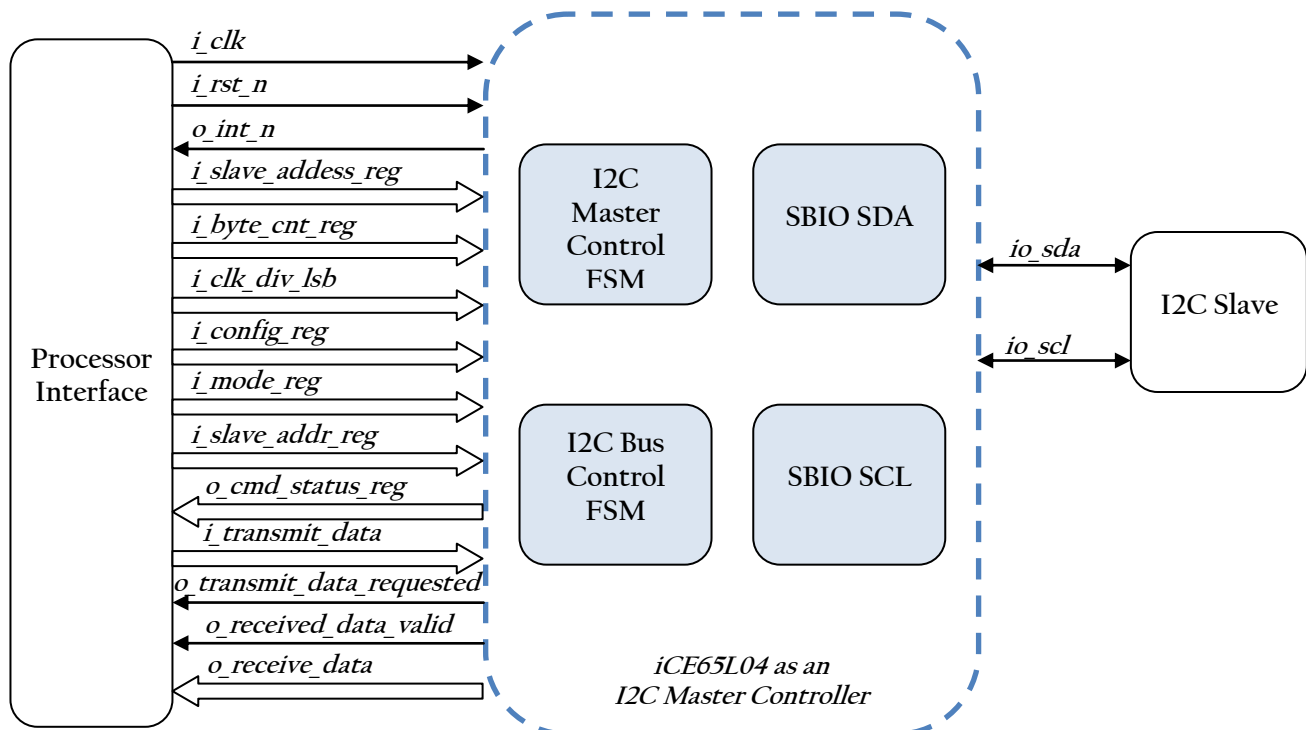 i_clk
i_rst_n
o_int_n
i_slave_addess_reg
i_byte_cnt_reg
i_clk_div_lsb
i_config_reg
i_mode_reg
i_slave_addr_reg
o_cmd_status_reg
i_transmit_data
o_transmit_data_requested
o_received_data_valid
o_receive_data
Processor
Interface
I2C
Master
Control
FSM
SBIO SDA
I2C Bus
Control
FSM
SBIO SCL
iCE65L04 as an
I2C Master Controller
io_sda
io_scl
I2C Slave